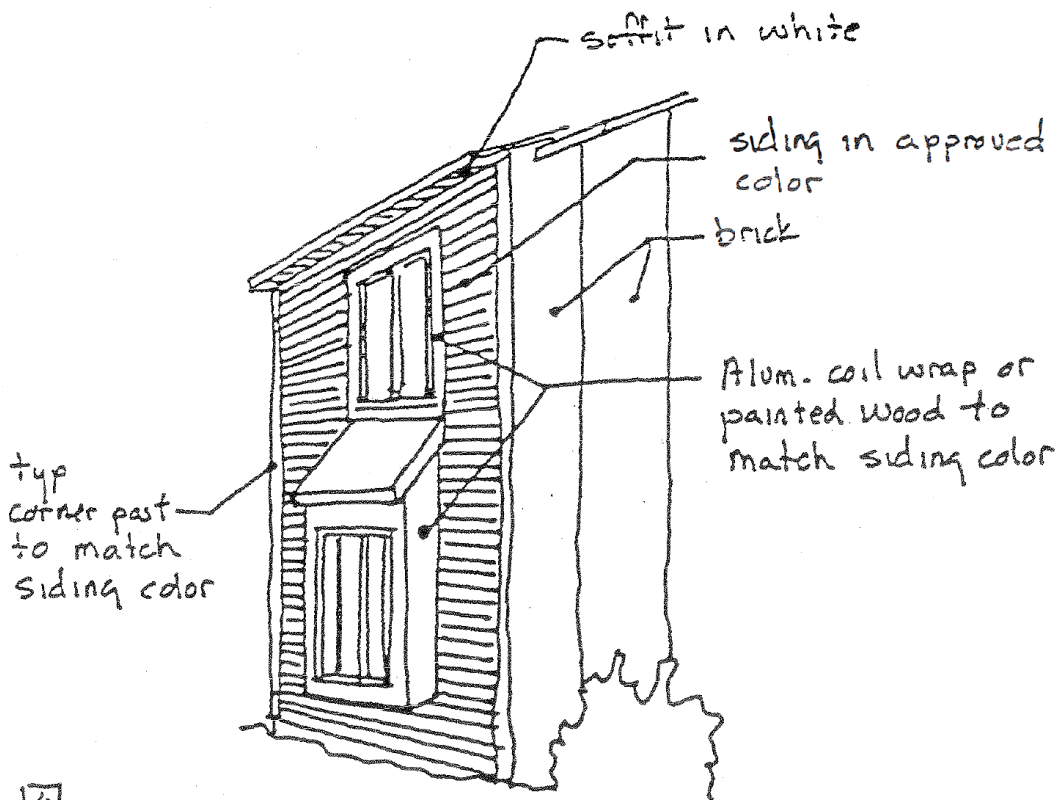 soffit in white
siding in approved
color
brick
Alum. coil wrap or
painted wood to
match siding color
typ
corner post
to match
siding color